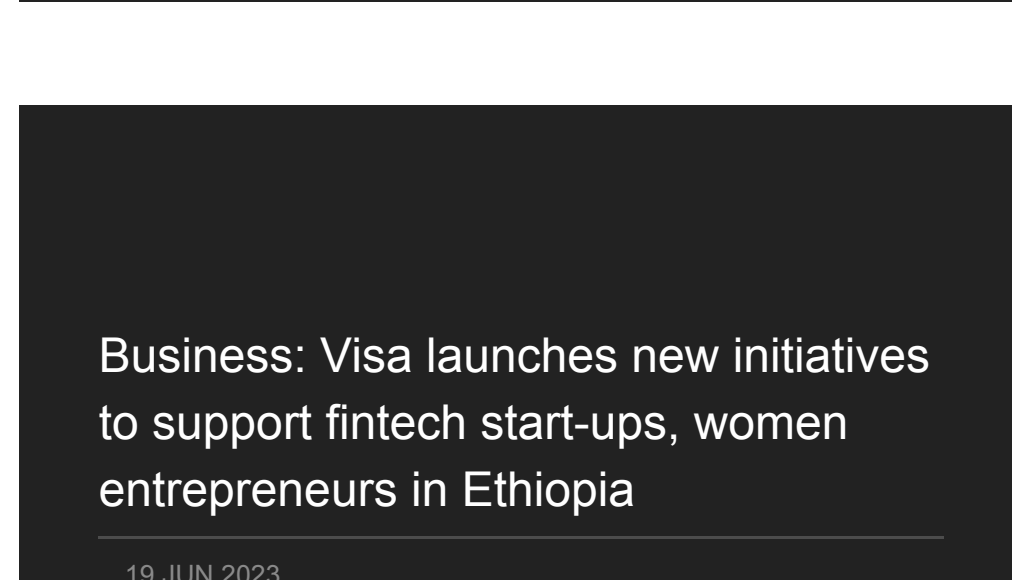 Business: Visa launches new initiatives
to support fintech start-ups, women
entrepreneurs in Ethiopia
19 JUN 2023